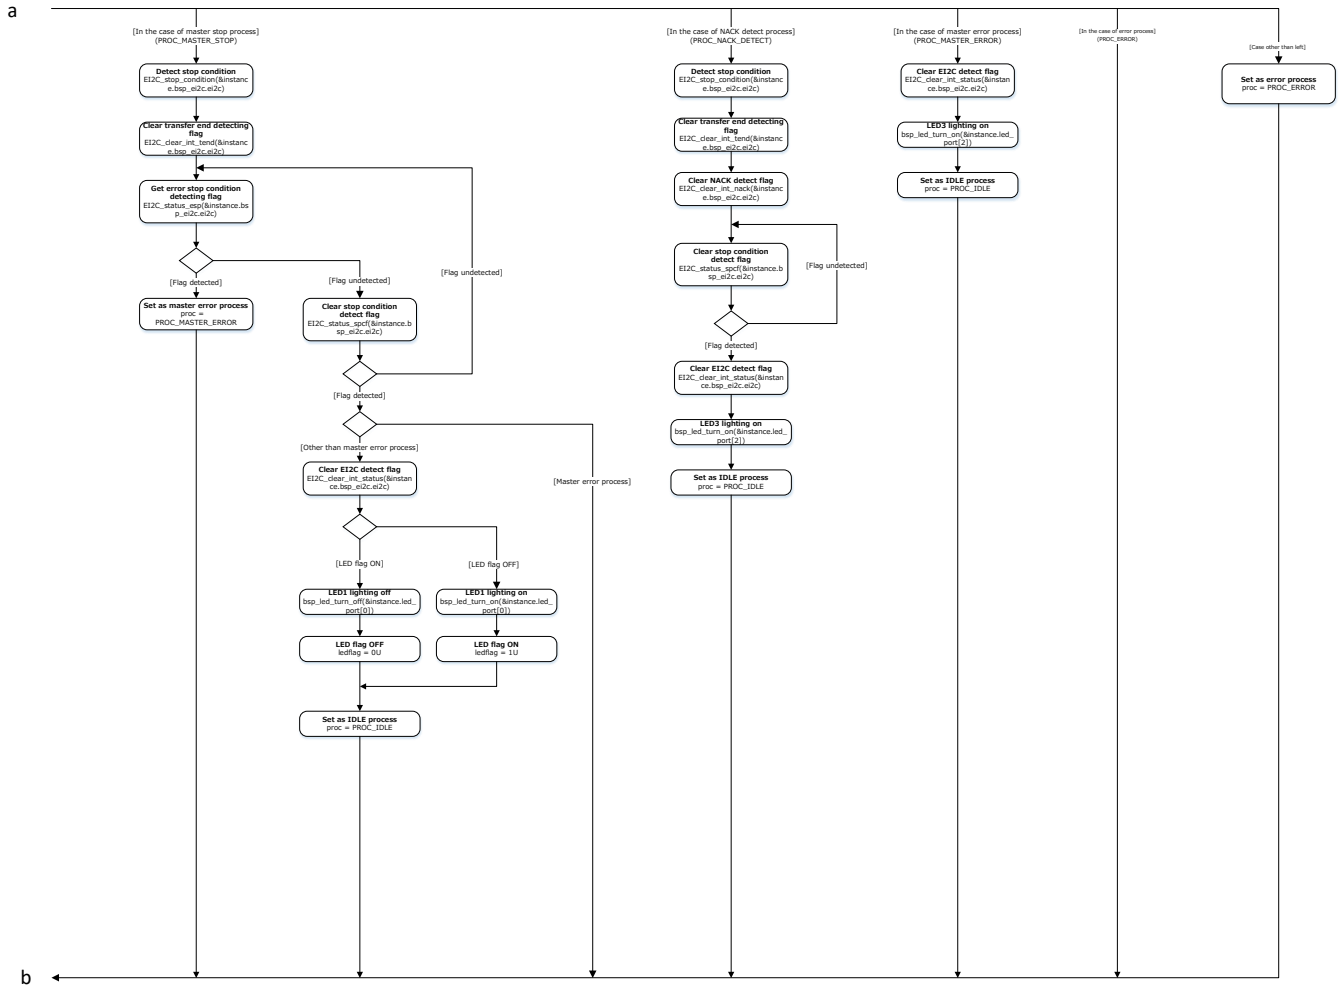 a
[In the case of master stop process]
(PROC_MASTER_STOP)
Detect stop condition
EI2C_stop_condition(&instanc
e.bsp_ei2c.ei2c)
Clear transfer end detecting
flag
EI2C_clear_int_tend(&instanc
e.bsp_ei2c.ei2c)
Get error stop condition
detecting flag
EI2C_status_esp(&instance.bs
p_ei2c.ei2c)
[Flag detected]
Set as master error process
proc =
PROC_MASTER_ERROR
[Flag undetected]
Clear stop condition
detect flag
EI2C_status_spcf(&instance.b
sp_ei2c.ei2c)
[Flag undetected]
[Flag detected]
[Other than master error process]
[Master error process]
Clear EI2C detect flag
EI2C_clear_int_status(&instan
ce.bsp_ei2c.ei2c)
[LED flag ON]
LED1 lighting off
bsp_led_turn_off(&instance.led_
port[0])
LED flag OFF
ledflag = 0U
[LED flag OFF]
LED1 lighting on
bsp_led_turn_on(&instance.led_
port[0])
LED flag ON
ledflag = 1U
Set as IDLE process
proc = PROC_IDLE
[In the case of NACK detect process]
(PROC_NACK_DETECT)
Detect stop condition
EI2C_stop_condition(&instanc
e.bsp_ei2c.ei2c)
Clear transfer end detecting
flag
EI2C_clear_int_tend(&instanc
e.bsp_ei2c.ei2c)
Clear NACK detect flag
EI2C_clear_int_nack(&instanc
e.bsp_ei2c.ei2c)
Clear stop condition
detect flag
EI2C_status_spcf(&instance.b
sp_ei2c.ei2c)
[Flag undetected]
[Flag detected]
Clear EI2C detect flag
EI2C_clear_int_status(&instan
ce.bsp_ei2c.ei2c)
LED3 lighting on
bsp_led_turn_on(&instance.led_
port[2])
Set as IDLE process
proc = PROC_IDLE
[In the case of master error process]
(PROC_MASTER_ERROR)
Clear EI2C detect flag
EI2C_clear_int_status(&instan
ce.bsp_ei2c.ei2c)
LED3 lighting on
bsp_led_turn_on(&instance.led_
port[2])
Set as IDLE process
proc = PROC_IDLE
[In the case of error process]
(PROC_ERROR)
[Case other than left]
Set as error process
proc = PROC_ERROR
b